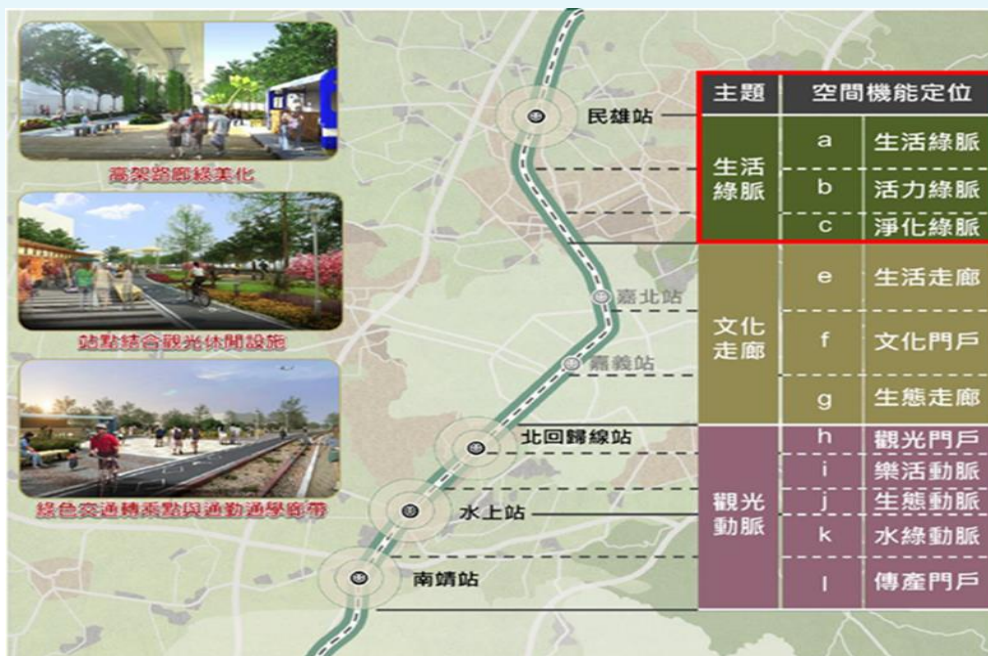 高架路廊綠美化
站點結合觀光休閒設施
綠色交通轉乘點與通勤通學廊帶
民雄站
嘉北站
嘉義站
北回歸線站
水上站
南靖站
主題 空間機能定位
生活綠脈
a 生活綠脈
b 活力綠脈
c 淨化綠脈
文化走廊
e 生活走廊
f 文化門戶
g 生態走廊
觀光動脈
h 觀光門戶
i 樂活動脈
j 生態動脈
k 水綠動脈
l 傳產門戶